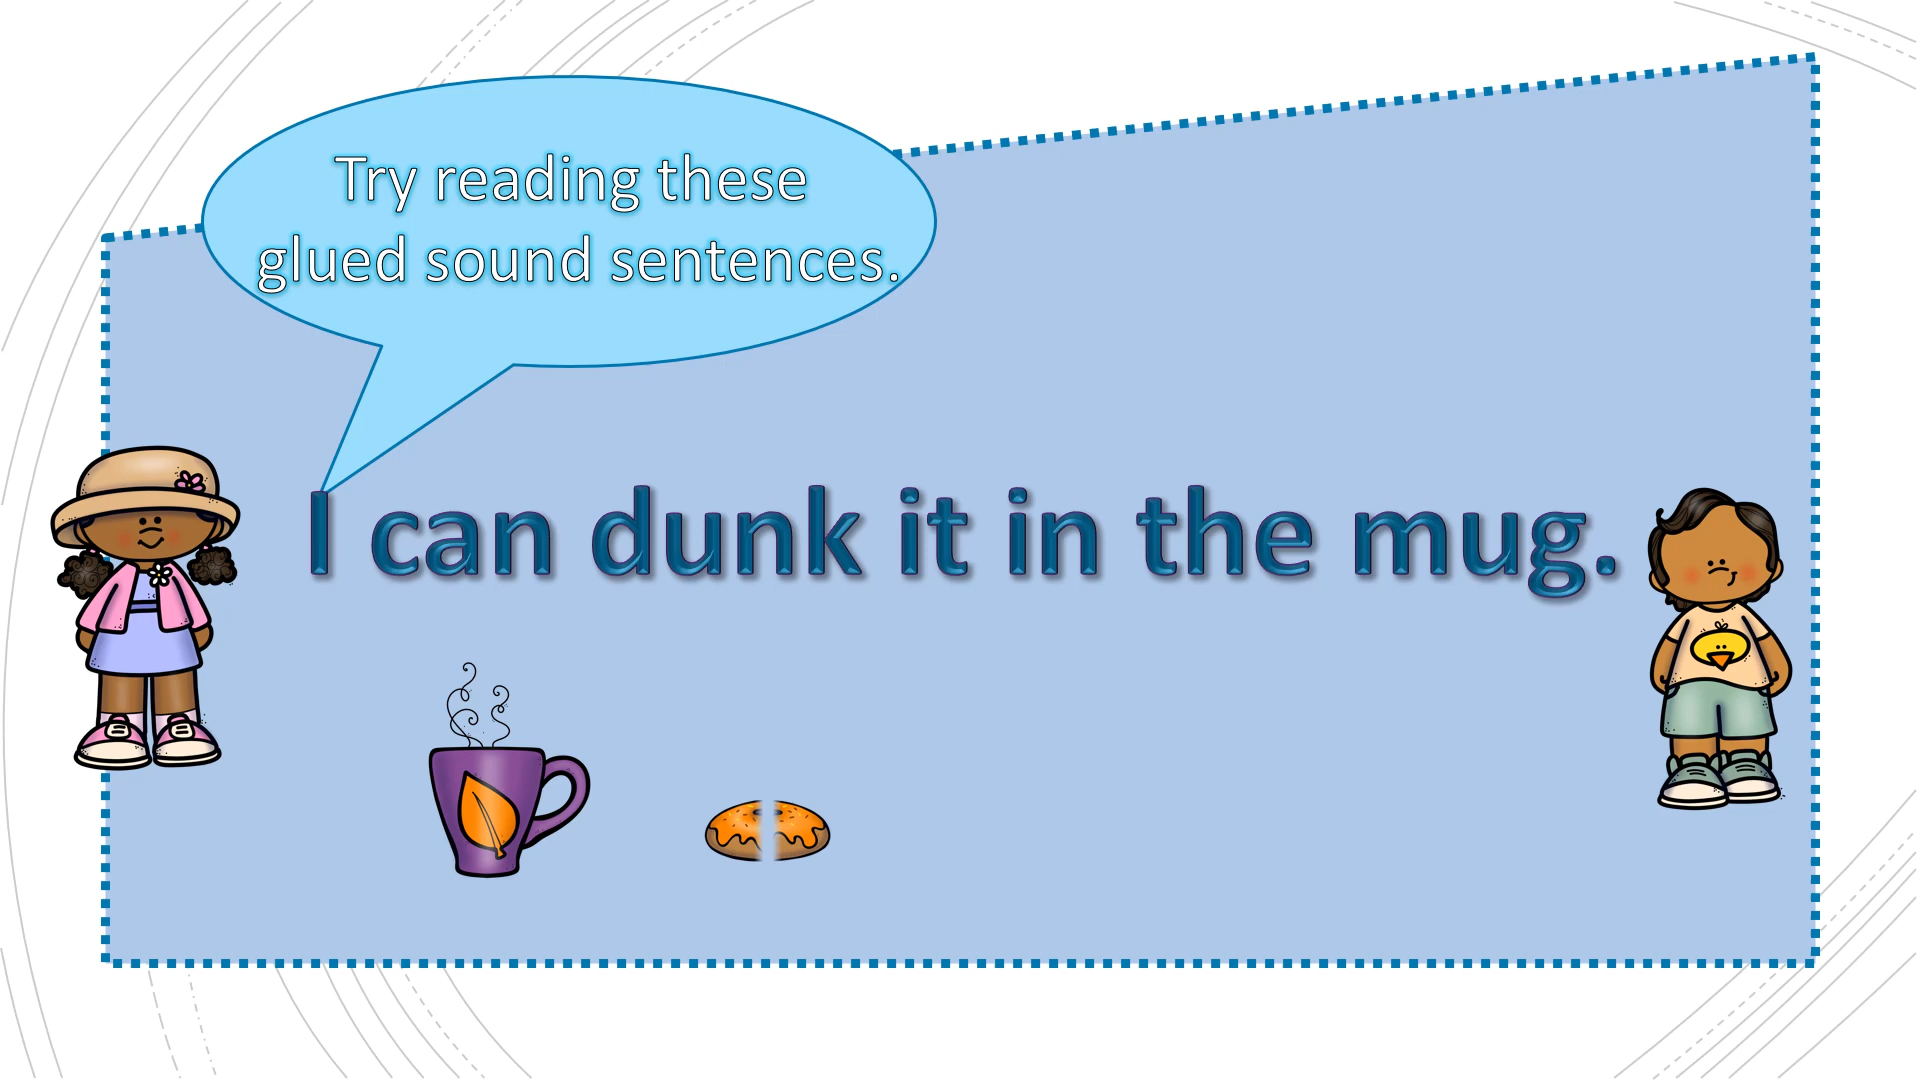 Try reading these
glued sound sentences.
I can dunk it in the mug.